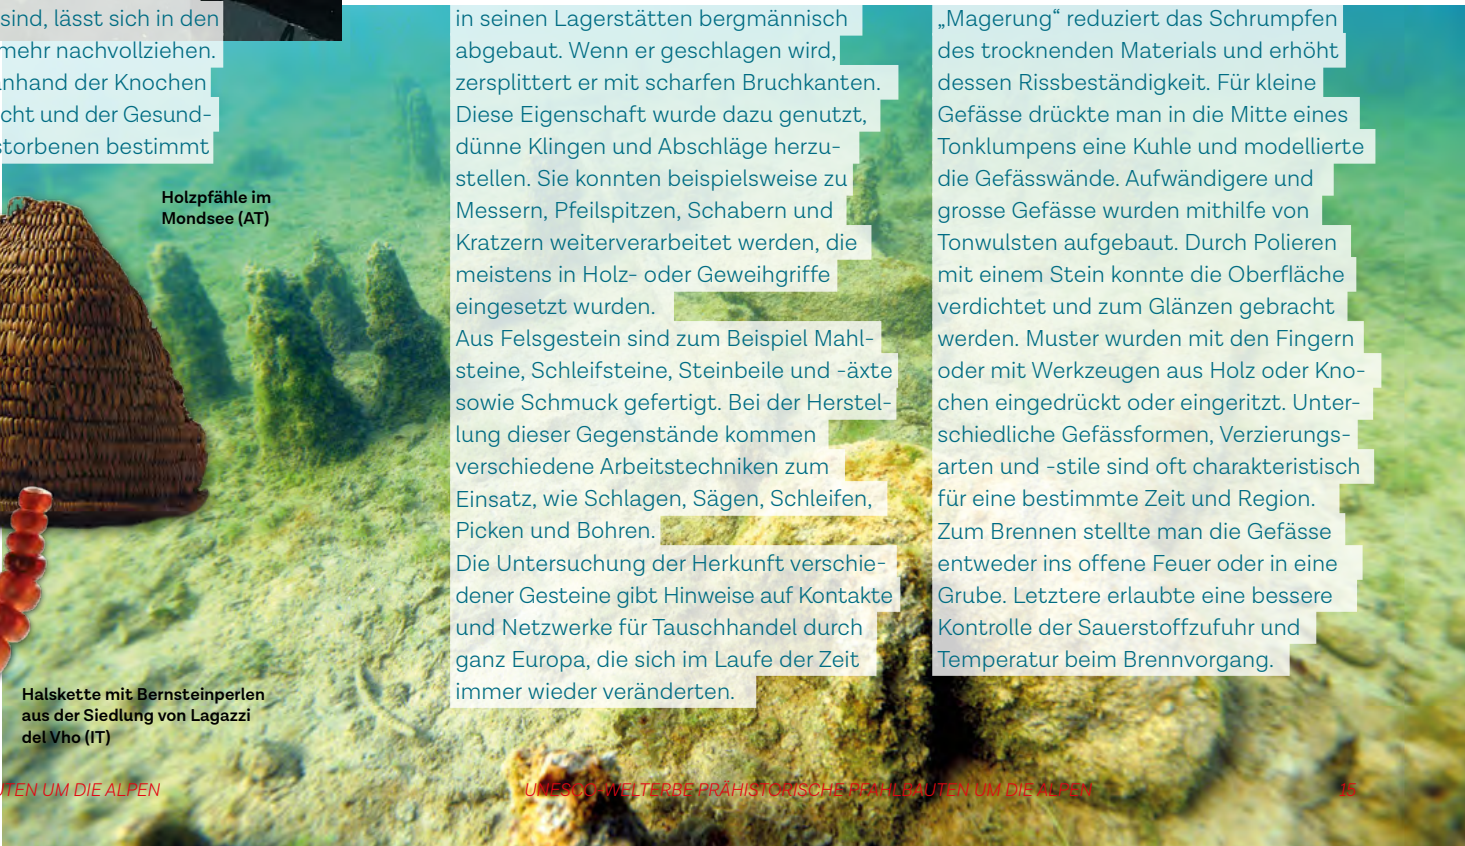 sind, lässt sich in den
mehr nachvollziehen.
der Knochen
und der Gesund-
bestimmt
Holzpfähle im
Mondsee (AT)
Halskette mit Bernsteinperlen
aus der Siedlung von Lagazzi
del Vho (IT)
UM DIE ALPEN
in seinen Lagerstätten bergmännisch
abgebaut. Wenn er geschlagen wird,
zersplittert er mit scharfen Bruchkanten.
Diese Eigenschaft wurde dazu genutzt,
dünne Klingen und Abschläge herzu-
stellen. Sie konnten beispielsweise zu
Messern, Pfeilspitzen, Schabern und
Kratzern weiterverarbeitet werden, die
meistens in Holz- oder Geweihgriffe
eingesetzt wurden.
Aus Felsgestein sind zum Beispiel Mahl-
steine, Schleifsteine, Steinbeile und -äxte
sowie Schmuck gefertigt. Bei der Herstel-
lung dieser Gegenstände kommen
verschiedene Arbeitstechniken zum
Einsatz, wie Schlagen, Sägen, Schleifen,
Picken und Bohren.
Die Untersuchung der Herkunft verschie-
dener Gesteine gibt Hinweise auf Kontakte
und Netzwerke für Tauschhandel durch
ganz Europa, die sich im Laufe der Zeit
immer wieder veränderten.
„Magerung“ reduziert das Schrumpfen
des trocknenden Materials und erhöht
dessen Rissbeständigkeit. Für kleine
Gefässe drückte man in die Mitte eines
Tonklumpens eine Kuhle und modellierte
die Gefässwände. Aufwändigere und
grosse Gefässe wurden mithilfe von
Tonwulsten aufgebaut. Durch Polieren
mit einem Stein konnte die Oberfläche
verdichtet und zum Glänzen gebracht
werden. Muster wurden mit den Fingern
oder mit Werkzeugen aus Holz oder Kno-
chen eingedrückt oder eingeritzt. Unter-
schiedliche Gefässformen, Verzierungs-
arten und -stile sind oft charakteristisch
für eine bestimmte Zeit und Region.
Zum Brennen stellte man die Gefässe
entweder ins offene Feuer oder in eine
Grube. Letztere erlaubte eine bessere
Kontrolle der Sauerstoffzufuhr und
Temperatur beim Brennvorgang.
UNESCO-WELTERBE PRÄHISTORISCHE PFAHLBAUTEN UM DIE ALPEN
15